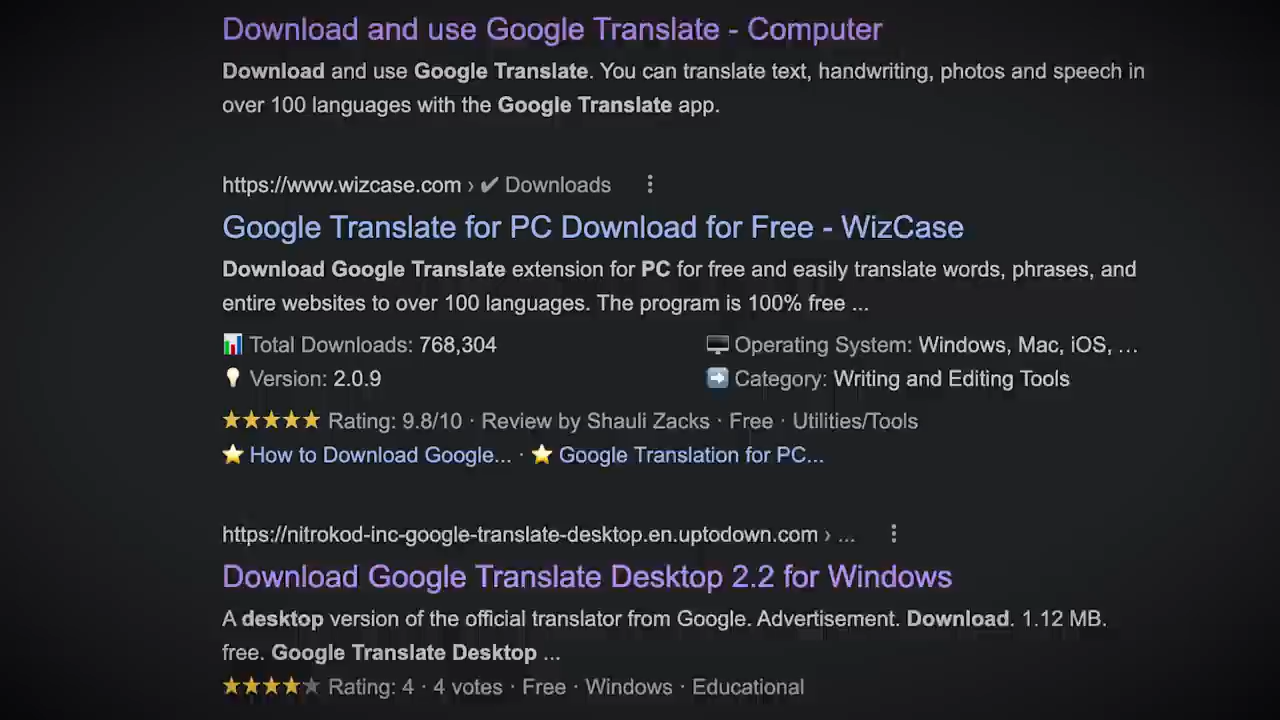 Download and use Google Translate - Computer
Download and use Google Translate. You can translate text, handwriting, photos and speech in
over 100 languages with the Google Translate app.
https://www.wizcase.com › ✔ Downloads
Google Translate for PC Download for Free - WizCase
Download Google Translate extension for PC for free and easily translate words, phrases, and
entire websites to over 100 languages. The program is 100% free ...
Total Downloads: 768,304
Operating System: Windows, Mac, iOS, ...
Version: 2.0.9
Category: Writing and Editing Tools
Rating: 9.8/10 · Review by Shauli Zacks · Free · Utilities/Tools
How to Download Google... · Google Translation for PC...
https://nitrokod-inc-google-translate-desktop.en.uptodown.com › ...
Download Google Translate Desktop 2.2 for Windows
A desktop version of the official translator from Google. Advertisement. Download. 1.12 MB.
free. Google Translate Desktop ...
Rating: 4 · 4 votes · Free · Windows · Educational